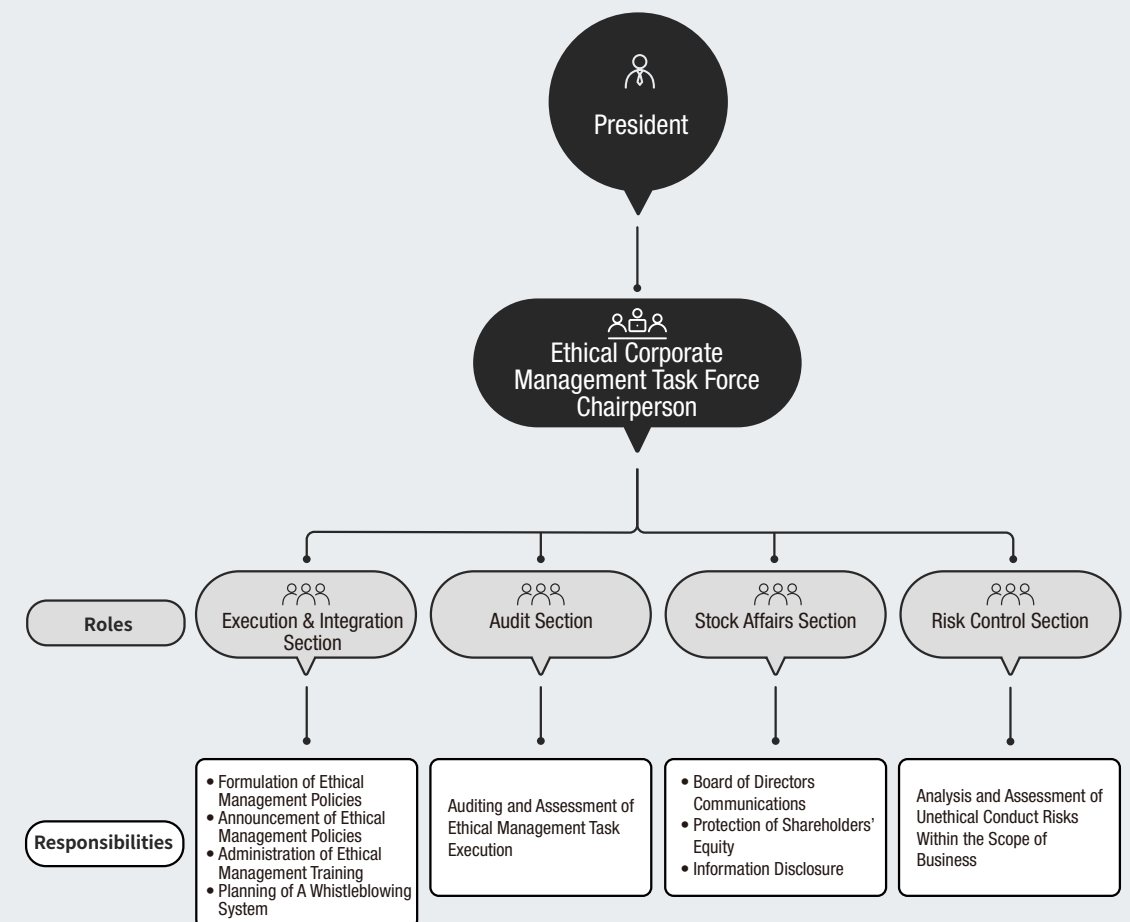 President
Ethical Corporate
Management Task Force
Chairperson
Roles
Execution & Integration
Section
Audit Section
Stock Affairs Section
Risk Control Section
Responsibilities
• Formulation of Ethical
Management Policies
• Announcement of Ethical
Management Policies
• Administration of Ethical
Management Training
• Planning of A Whistleblowing
System
Auditing and Assessment of
Ethical Management Task
Execution
• Board of Directors
Communications
• Protection of Shareholders’
Equity
• Information Disclosure
Analysis and Assessment of
Unethical Conduct Risks
Within the Scope of
Business